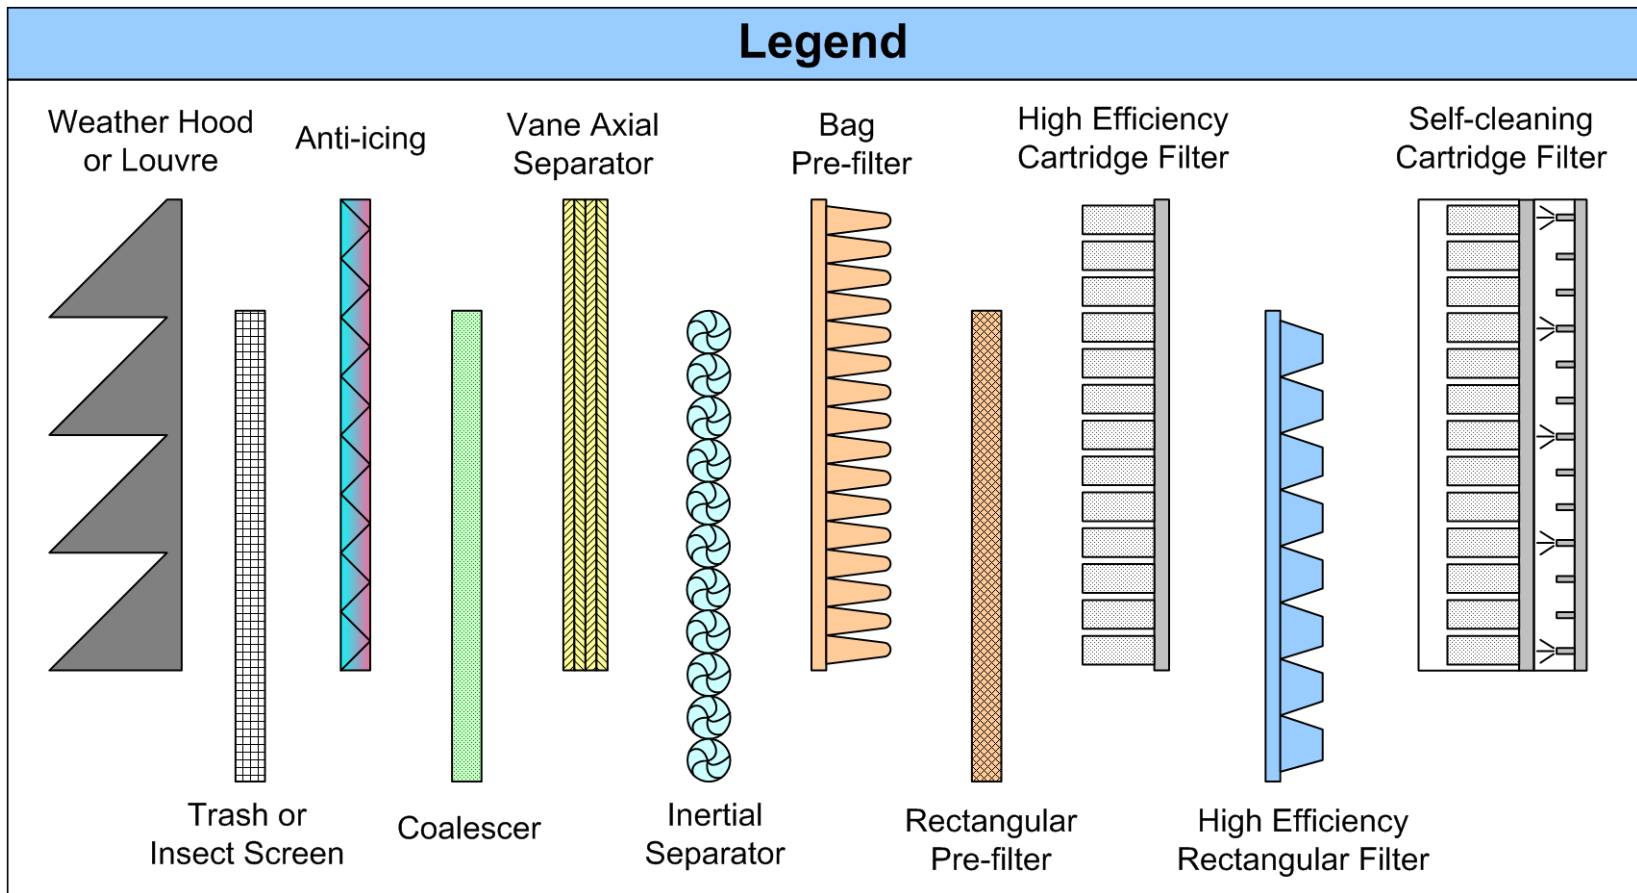 Legend
Weather Hood
or Louvre
Anti-icing
Vane Axial
Separator
Bag
Pre-filter
High Efficiency
Cartridge Filter
Self-cleaning
Cartridge Filter
Trash or
Insect Screen
Coalescer
Inertial
Separator
Rectangular
Pre-filter
High Efficiency
Rectangular Filter